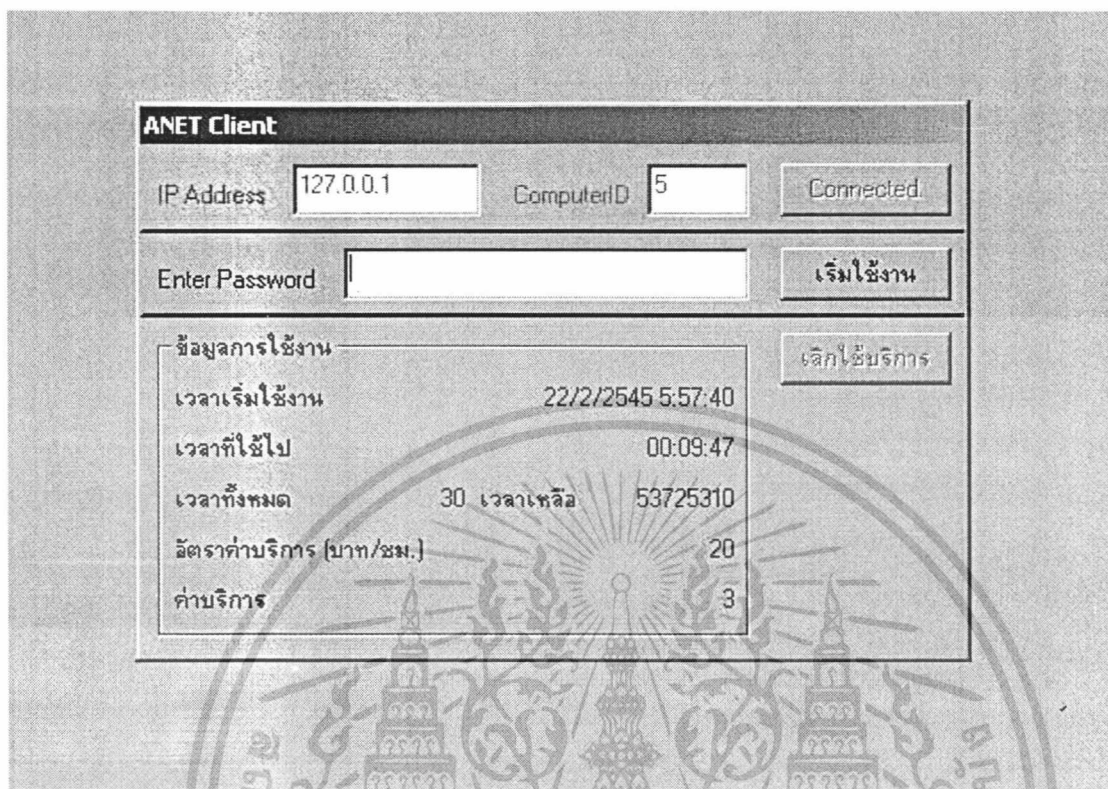 ANET Client
IP Address 127.0.0.1 ComputerID 5 Connected
Enter Password เริ่มใช้งาน
ข้อมูลการใช้งาน เลิกใช้บริการ
เวลาเริ่มใช้งาน 22/2/2545 5:57:40
เวลาที่ใช้ไป 00:09:47
เวลาทั้งหมด 30 เวลาเหลือ 53725310
อัตราค่าบริการ (บาท/ชม.) 20
ค่าบริการ 3